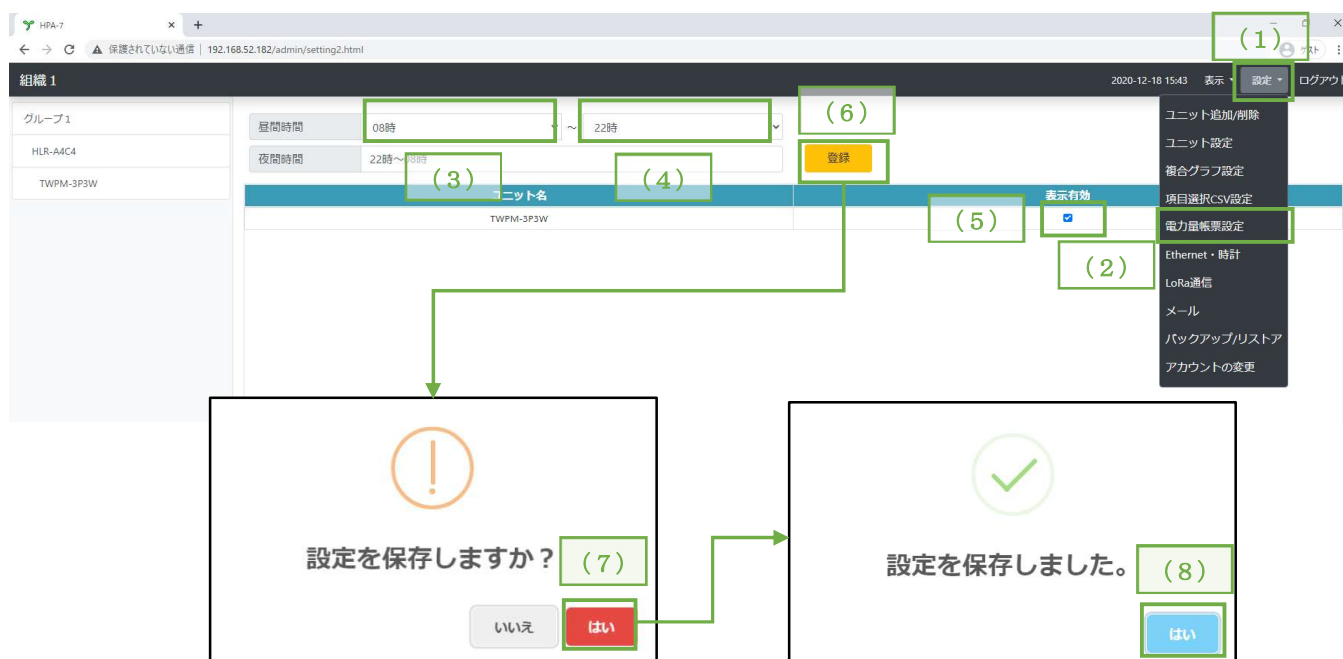 HPA-7
保護されていない通信 | 192.168.52.182/admin/setting2.html
テスト
(1)
組織 1
2020-12-18 15:43 表示 設定 ログアウト
グループ 1
HLR-A4C4
TWPM-3P3W
昼間時間 08時 ~ 22時
(6)
夜間時間 22時~08時
登録
(3)
(4)
ユニット名 表示有効
TWPM-3P3W
(5)
(2)
ユニット追加/削除
ユニット設定
複合グラフ設定
項目選択CSV設定
電力量帳票設定
Ethernet・時計
LoRa通信
メール
バックアップ/リストア
アカウントの変更
設定を保存しますか?
(7)
いいえ はい
設定を保存しました。
(8)
はい